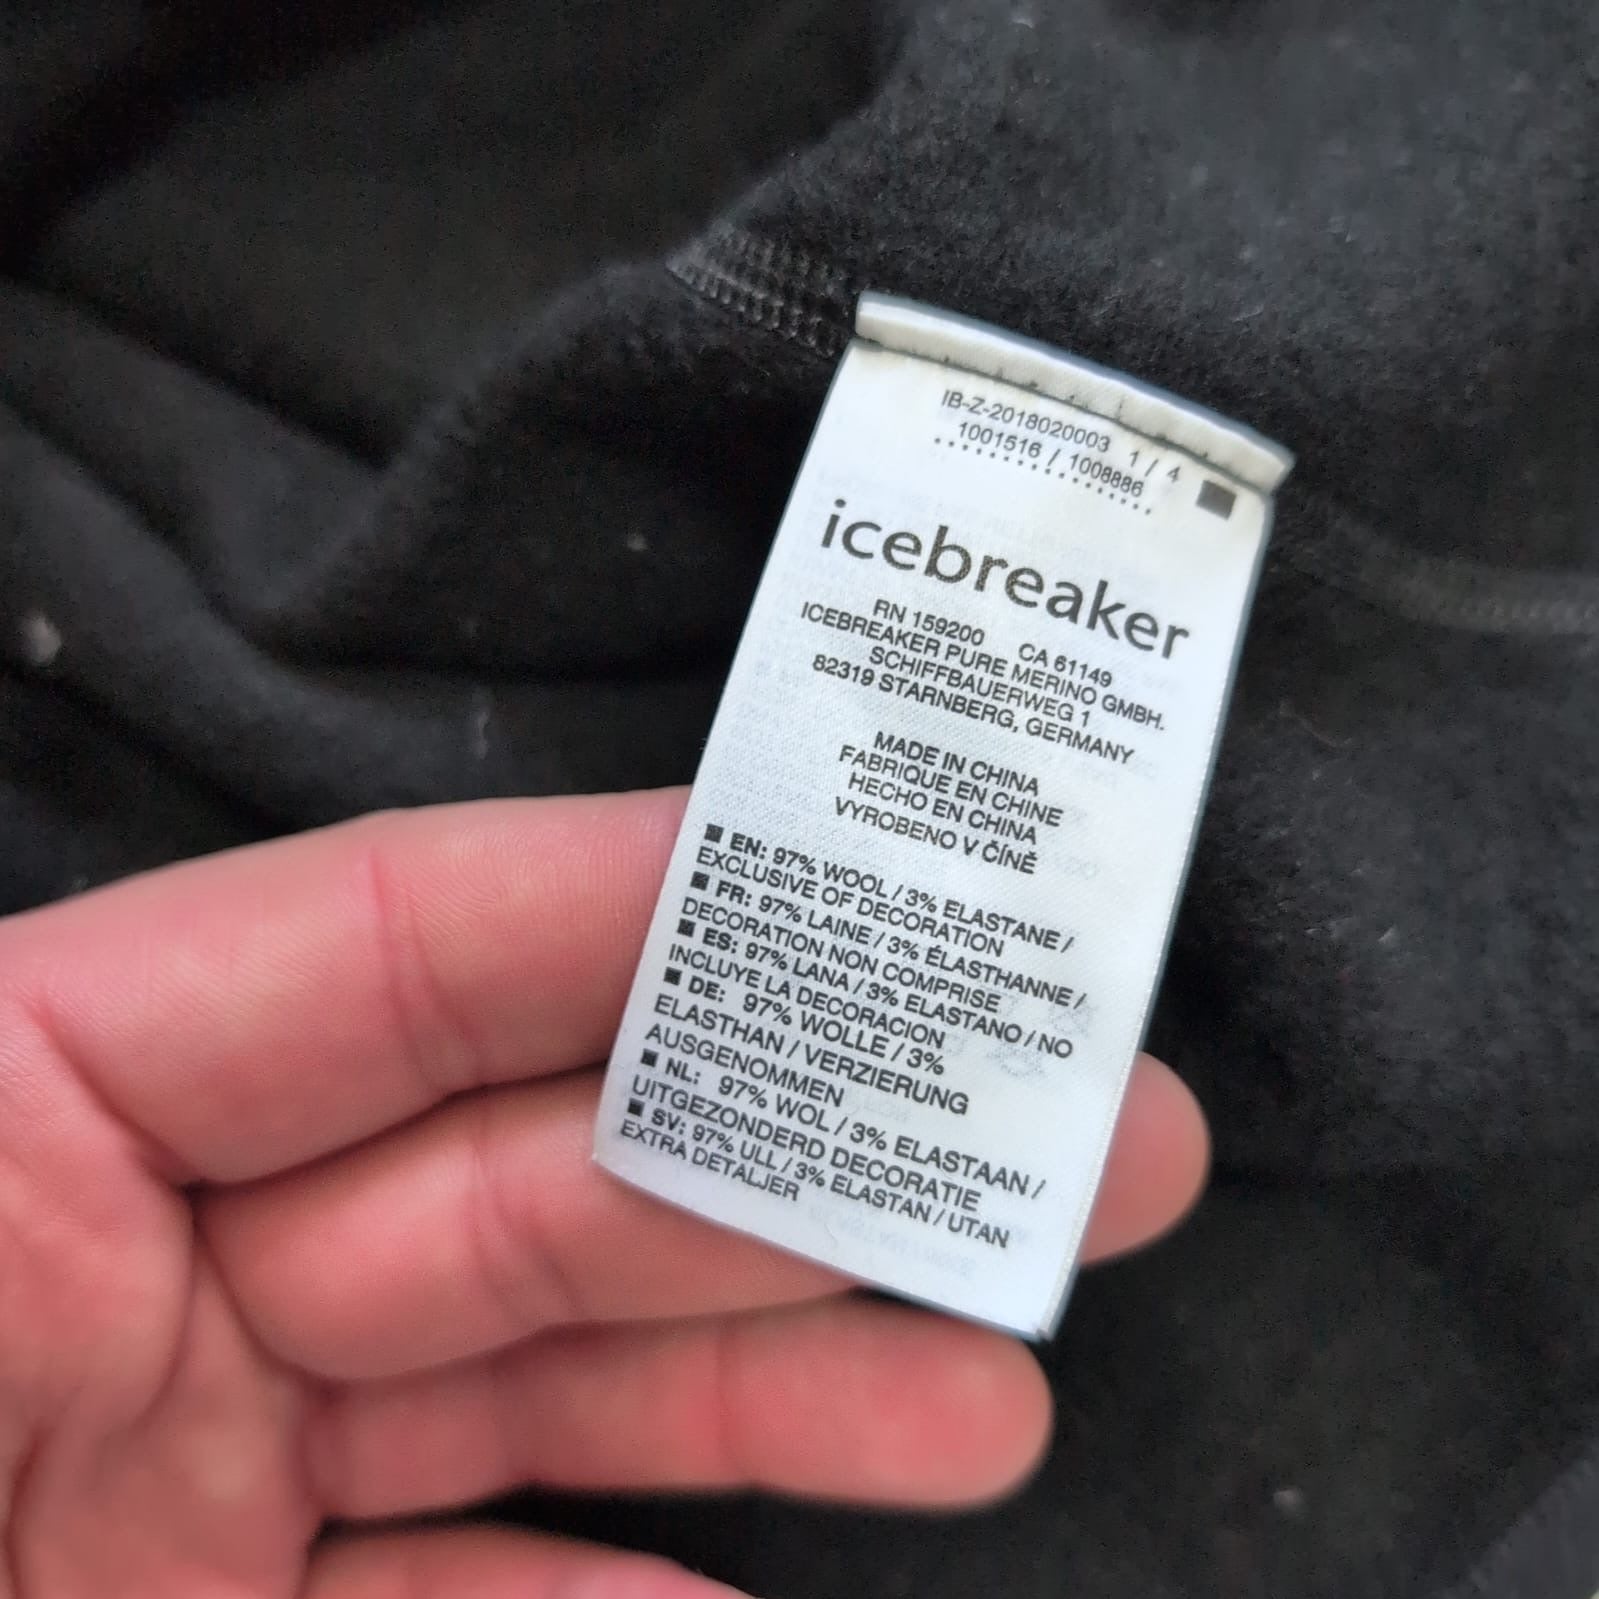 IB-Z-2018020003 1 / 4
1001516 / 1008886
icebreaker
RN 159200 CA 61149
ICEBREAKER PURE MERINO GMBH.
SCHIFFBAUERWEG 1
82319 STARNBERG, GERMANY
MADE IN CHINA
FABRIQUE EN CHINE
HECHO EN CHINA
VYROBENO V ČÍNĚ
EN: 97% WOOL / 3% ELASTANE /
EXCLUSIVE OF DECORATION
FR: 97% LAINE / 3% ÉLASTHANNE /
DECORATION NON COMPRISE
ES: 97% LANA / 3% ELASTANO / NO
INCLUYE LA DECORACION
DE: 97% WOLLE / 3%
ELASTHAN / VERZIERUNG
AUSGENOMMEN
NL: 97% WOL / 3% ELASTAAN /
UITGEZONDERD DECORATIE
SV: 97% ULL / 3% ELASTAN / UTAN
EXTRA DETALJER